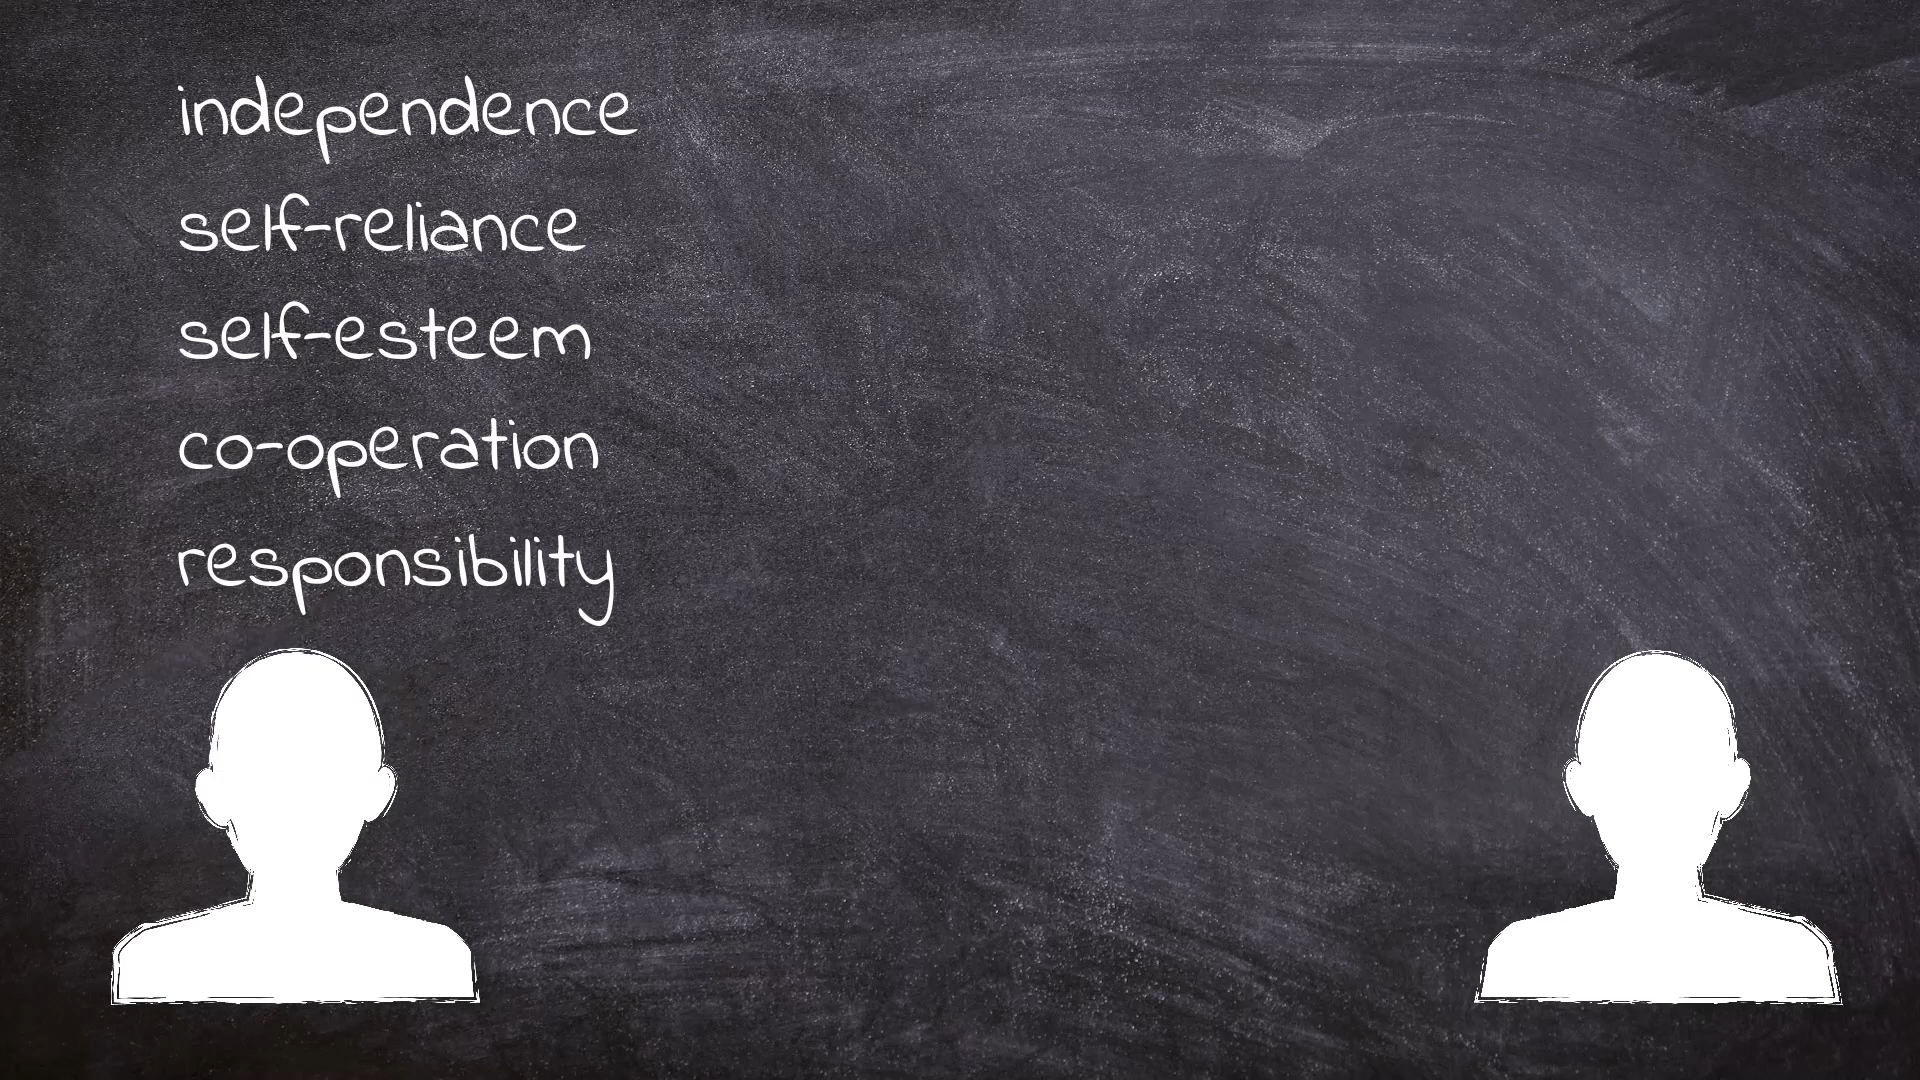 independence
self-reliance
self-esteem
co-operation
responsibility